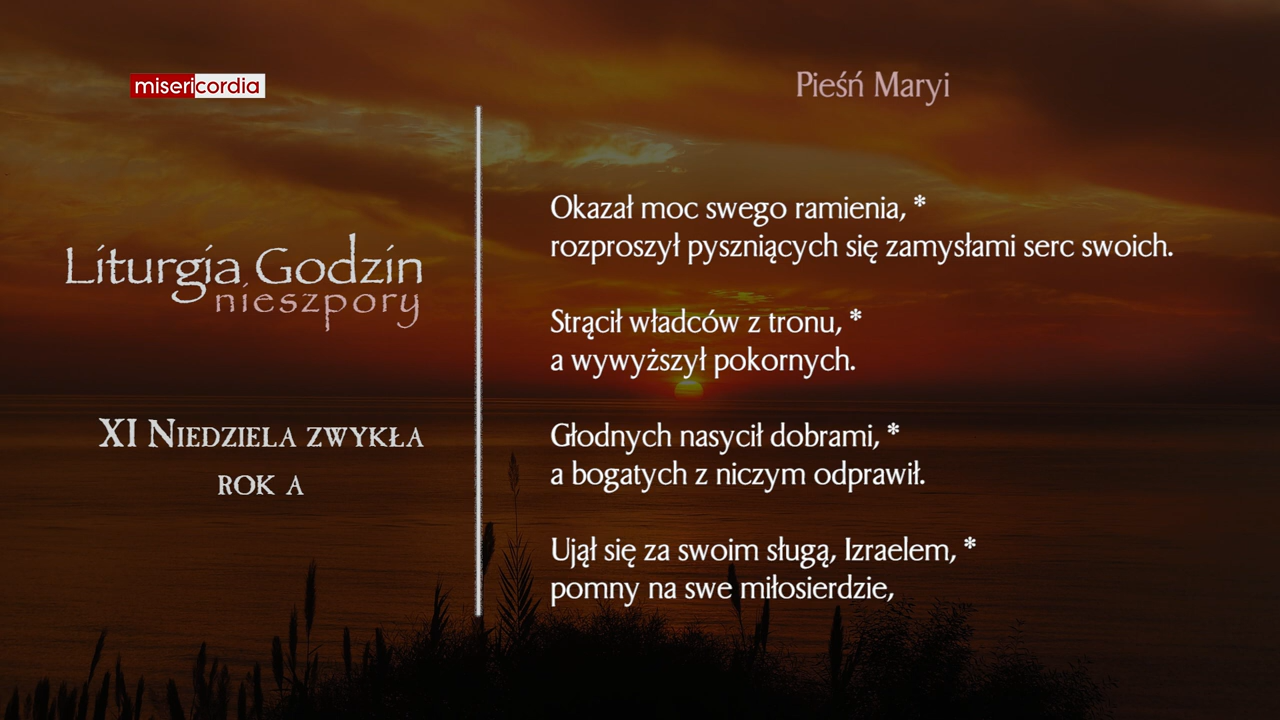 misericordia
Liturgia Godzin
nieszpory
XI Niedziela zwykła
rok A
Pieśń Maryi
Okazał moc swego ramienia, *
rozproszył pyszniących się zamysłami serc swoich.
Strącił władców z tronu, *
a wywyższył pokornych.
Głodnych nasycił dobrami, *
a bogatych z niczym odprawił.
Ujął się za swoim sługą, Izraelem, *
pomny na swe miłosierdzie,